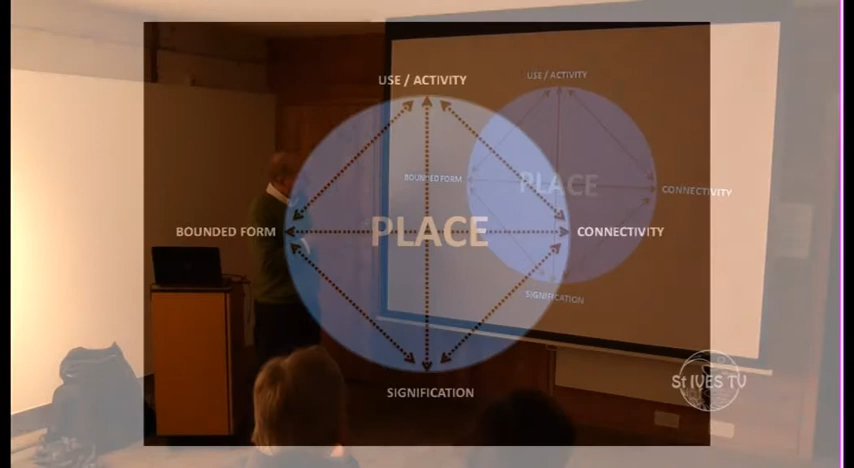 USE / ACTIVITY
USE / ACTIVITY
BOUNDED FORM
PLACE
CONNECTIVITY
BOUNDED FORM
PLACE
CONNECTIVITY
SIGNIFICATION
SIGNIFICATION
St IVES TV